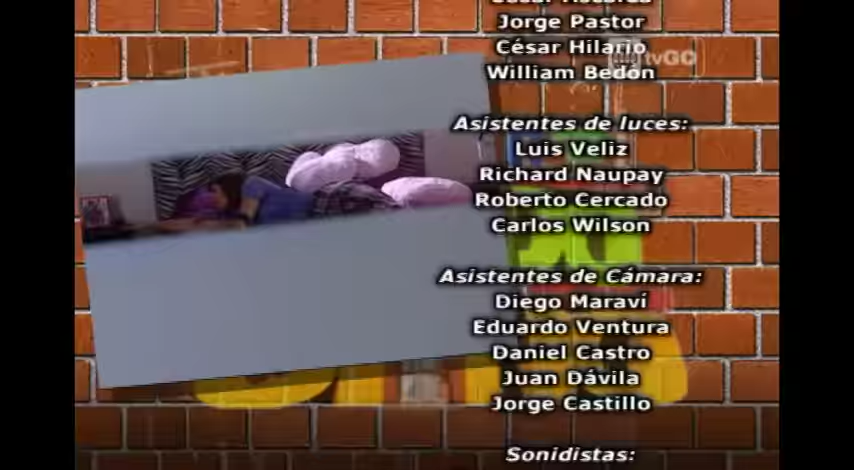 Jorge Pastor
César Hilario
tvGO
William Bedón
Asistentes de luces:
Luis Veliz
Richard Naupay
Roberto Cercado
Carlos Wilson
Asistentes de Cámara:
Diego Maraví
Eduardo Ventura
Daniel Castro
Juan Dávila
Jorge Castillo
Sonidistas: